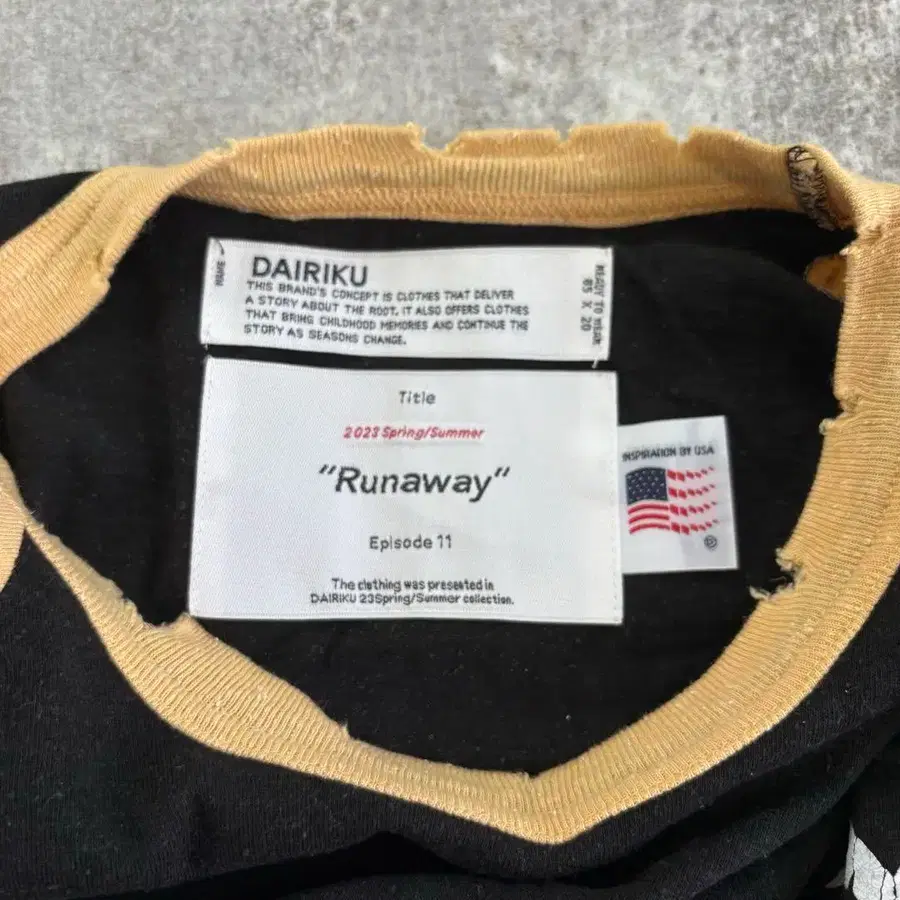 NAME
DAIRIKU
THIS BRAND'S CONCEPT IS CLOTHES THAT DELIVER
A STORY ABOUT THE ROOT, IT ALSO OFFERS CLOTHES
THAT BRING CHILDHOOD MEMORIES AND CONTINUE THE
STORY AS SEASONS CHANGE.
READY TO WEAR
65 X 20
Title
2023 Spring/Summer
"Runaway"
Episode 11
The clothing was presented in
DAIRIKU 23Spring/Summer collection.
INSPIRATION BY USA